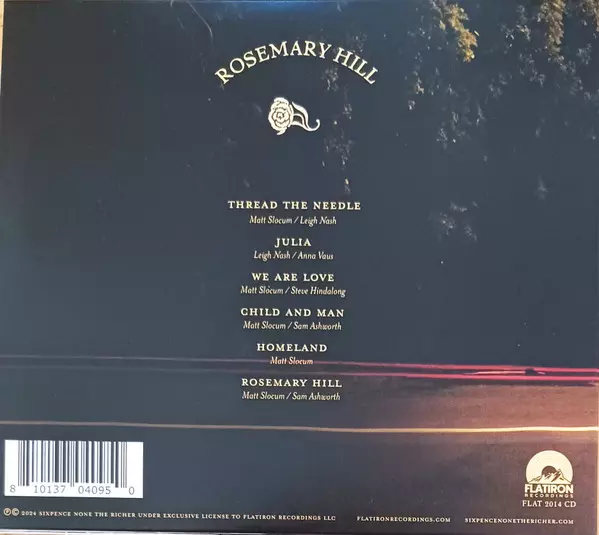 ROSEMARY HILL
THREAD THE NEEDLE
Matt Slocum / Leigh Nash
JULIA
Leigh Nash / Anna Vaus
WE ARE LOVE
Matt Slocum / Steve Hindalong
CHILD AND MAN
Matt Slocum / Sam Ashworth
HOMELAND
Matt Slocum
ROSEMARY HILL
Matt Slocum / Sam Ashworth
8 10137 04095 0
FLATIRON
RECORDINGS
FLAT 2014 CD
℗ © 2024 SIXPENCE NONE THE RICHER UNDER EXCLUSIVE LICENSE TO FLATIRON RECORDINGS LLC FLATIRONRECORDINGS.COM SIXPENCENONETHERICHER.COM